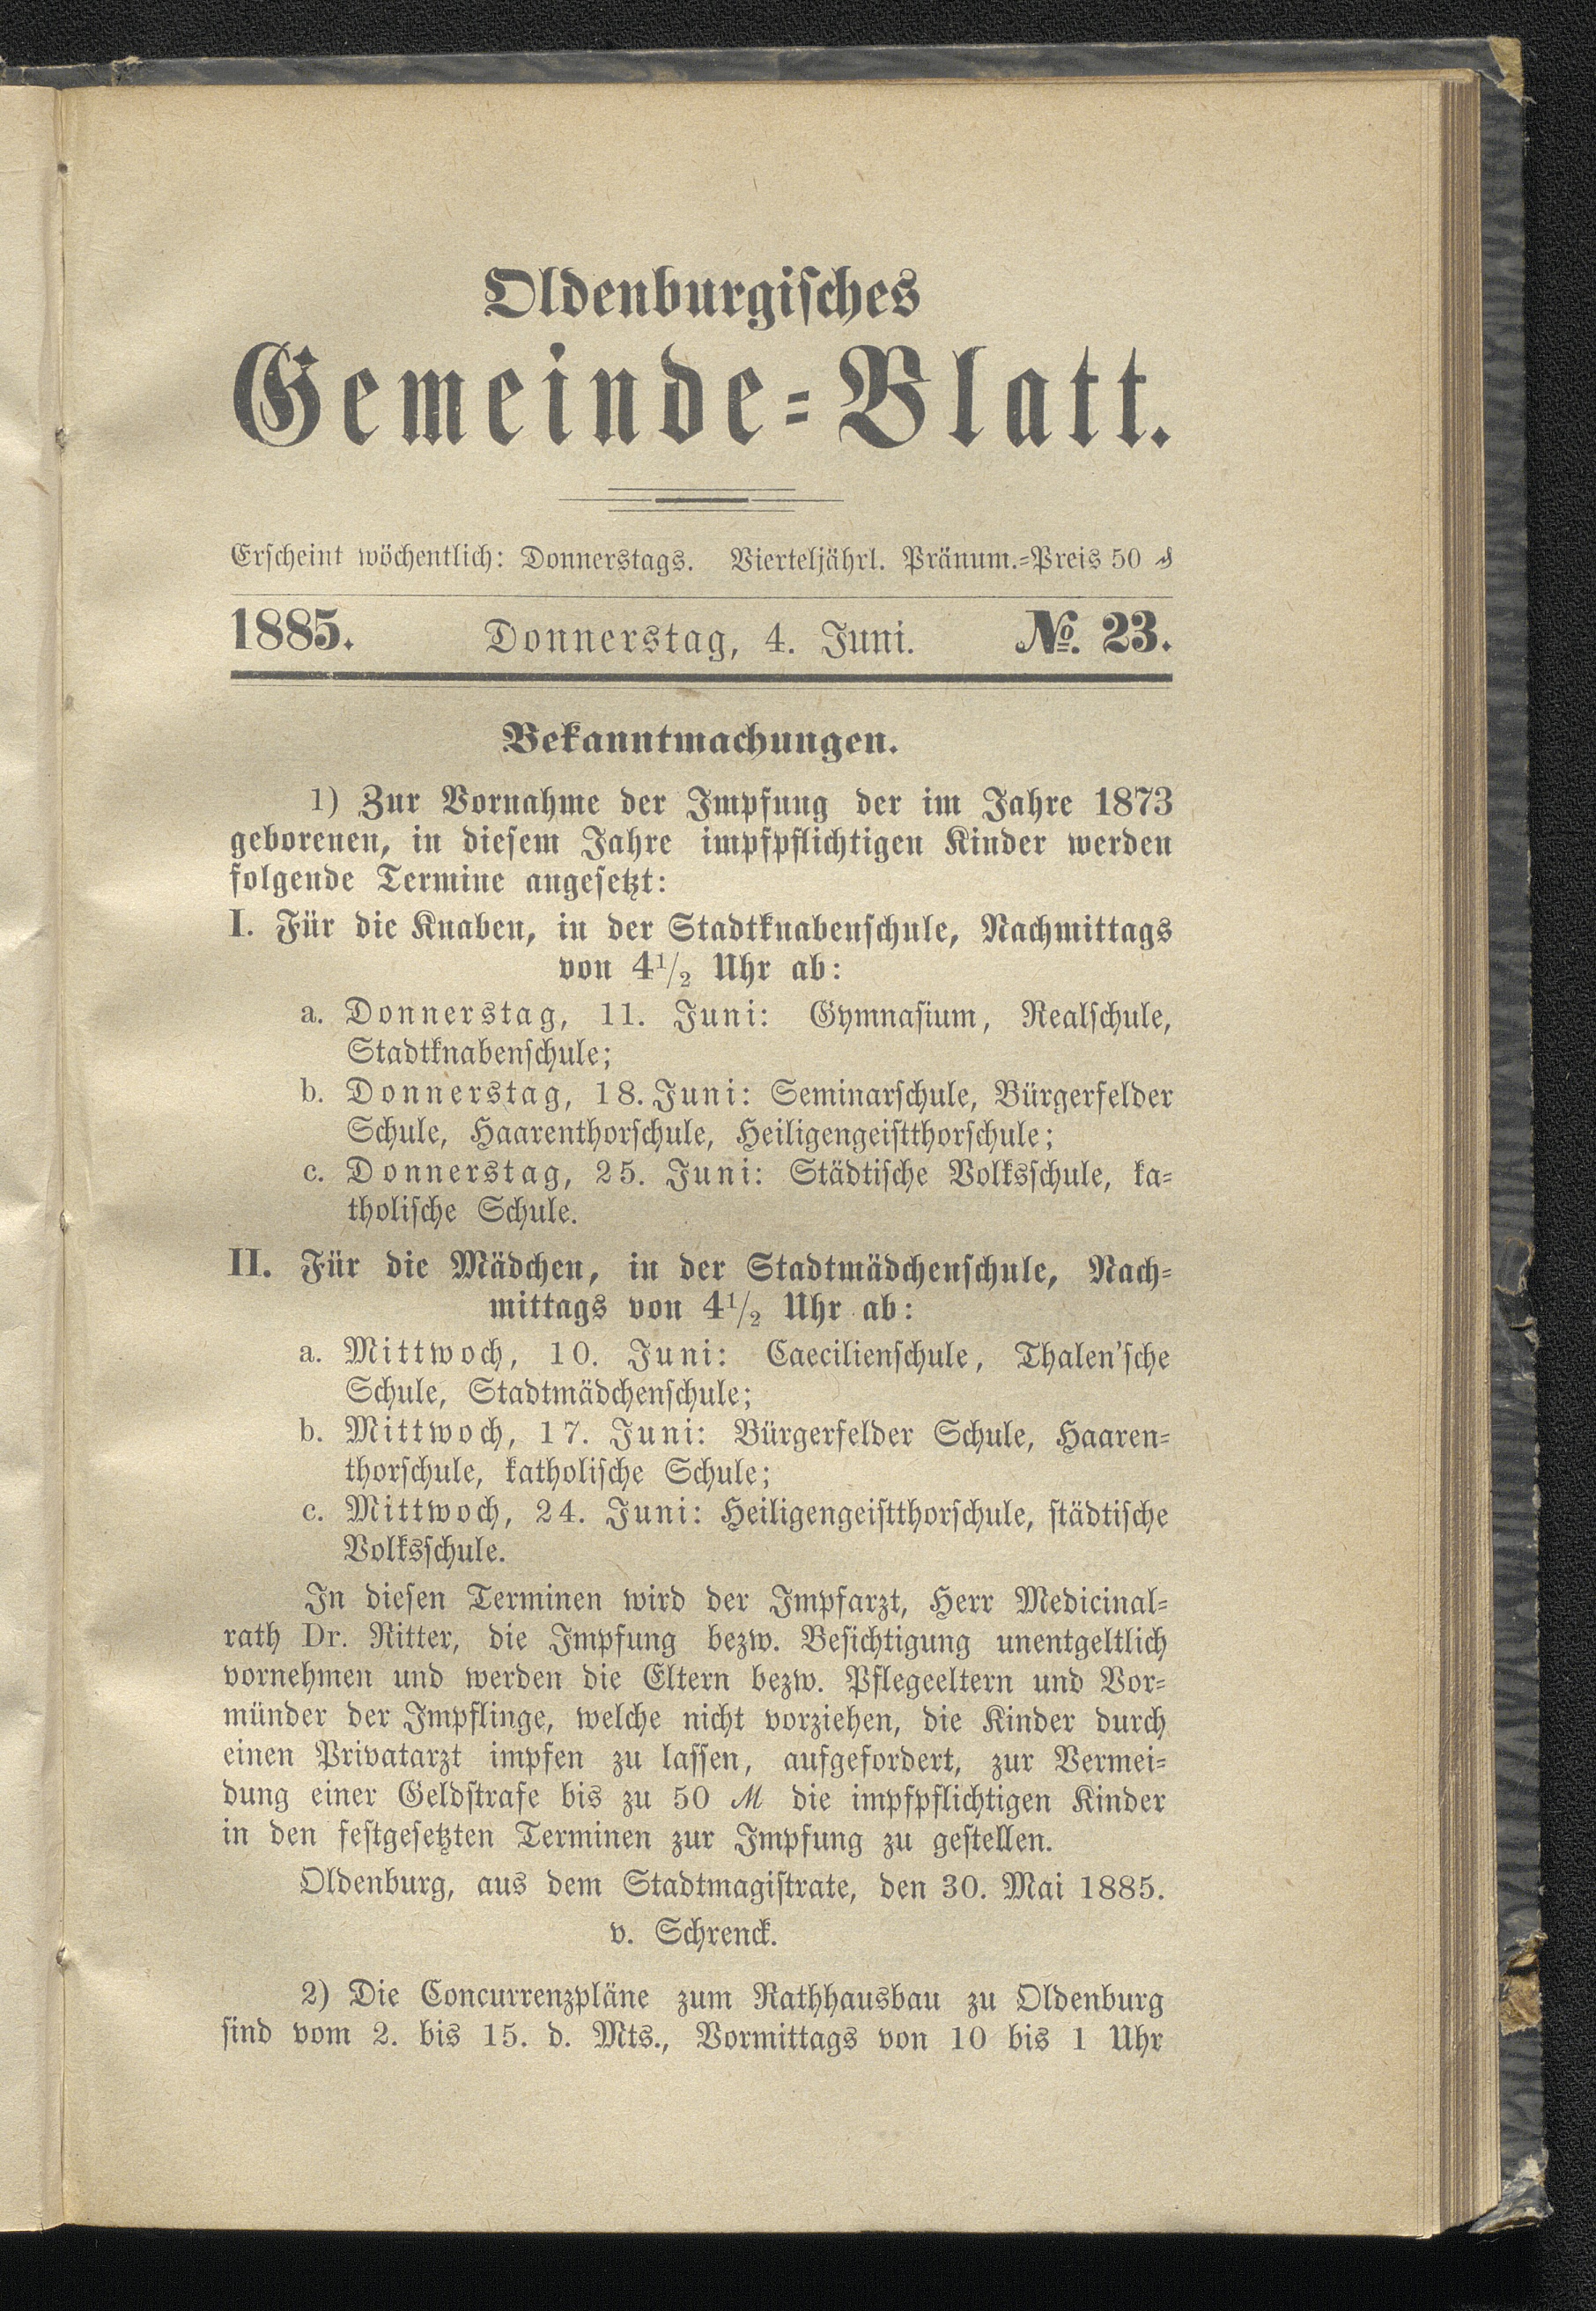 Oldenburgisches
Gemeinde-Blatt.
Erscheint wöchentlich: Donnerstags. Vierteljährl. Pränum.-Preis 50 ₰
1885. Donnerstag, 4. Juni. № 23.
Bekanntmachungen.
1) Zur Vornahme der Impfung der im Jahre 1873
geborenen, in diesem Jahre impfpflichtigen Kinder werden
folgende Termine angesetzt:
I. Für die Knaben, in der Stadtknabenschule, Nachmittags
von 4¹/₂ Uhr ab:
a. Donnerstag, 11. Juni: Gymnasium, Realschule,
Stadtknabenschule;
b. Donnerstag, 18. Juni: Seminarschule, Bürgerfelder
Schule, Haarenthorschule, Heiligengeistthorschule;
c. Donnerstag, 25. Juni: Städtische Volksschule, ka-
tholische Schule.
II. Für die Mädchen, in der Stadtmädchenschule, Nach-
mittags von 4¹/₂ Uhr ab:
a. Mittwoch, 10. Juni: Caecilienschule, Thalen'sche
Schule, Stadtmädchenschule;
b. Mittwoch, 17. Juni: Bürgerfelder Schule, Haaren-
thorschule, katholische Schule;
c. Mittwoch, 24. Juni: Heiligengeistthorschule, städtische
Volksschule.
In diesen Terminen wird der Impfarzt, Herr Medicinal-
rath Dr. Ritter, die Impfung bezw. Besichtigung unentgeltlich
vornehmen und werden die Eltern bezw. Pflegeeltern und Vor-
münder der Impflinge, welche nicht vorziehen, die Kinder durch
einen Privatarzt impfen zu lassen, aufgefordert, zur Vermei-
dung einer Geldstrafe bis zu 50 ℳ die impfpflichtigen Kinder
in den festgesetzten Terminen zur Impfung zu gestellen.
Oldenburg, aus dem Stadtmagistrate, den 30. Mai 1885.
v. Schrenck.
2) Die Concurrenzpläne zum Rathhausbau zu Oldenburg
sind vom 2. bis 15. d. Mts., Vormittags von 10 bis 1 Uhr